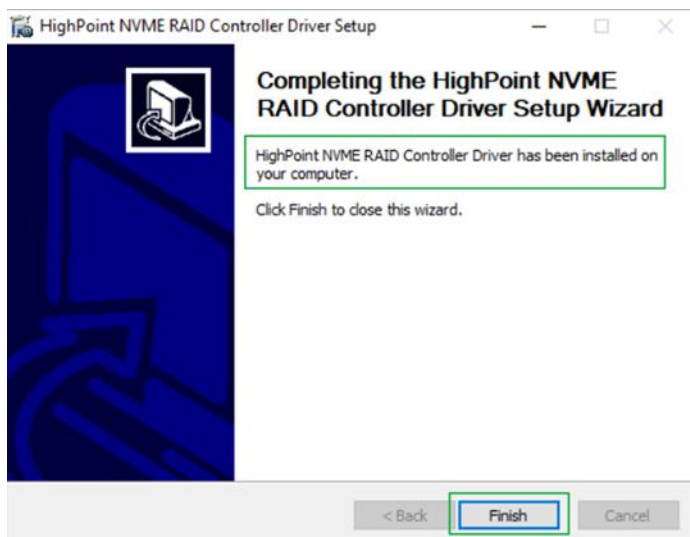 HighPoint NVME RAID Controller Driver Setup
Completing the HighPoint NVME
RAID Controller Driver Setup Wizard
HighPoint NVME RAID Controller Driver has been installed on
your computer.
Click Finish to close this wizard.
< Back Finish Cancel